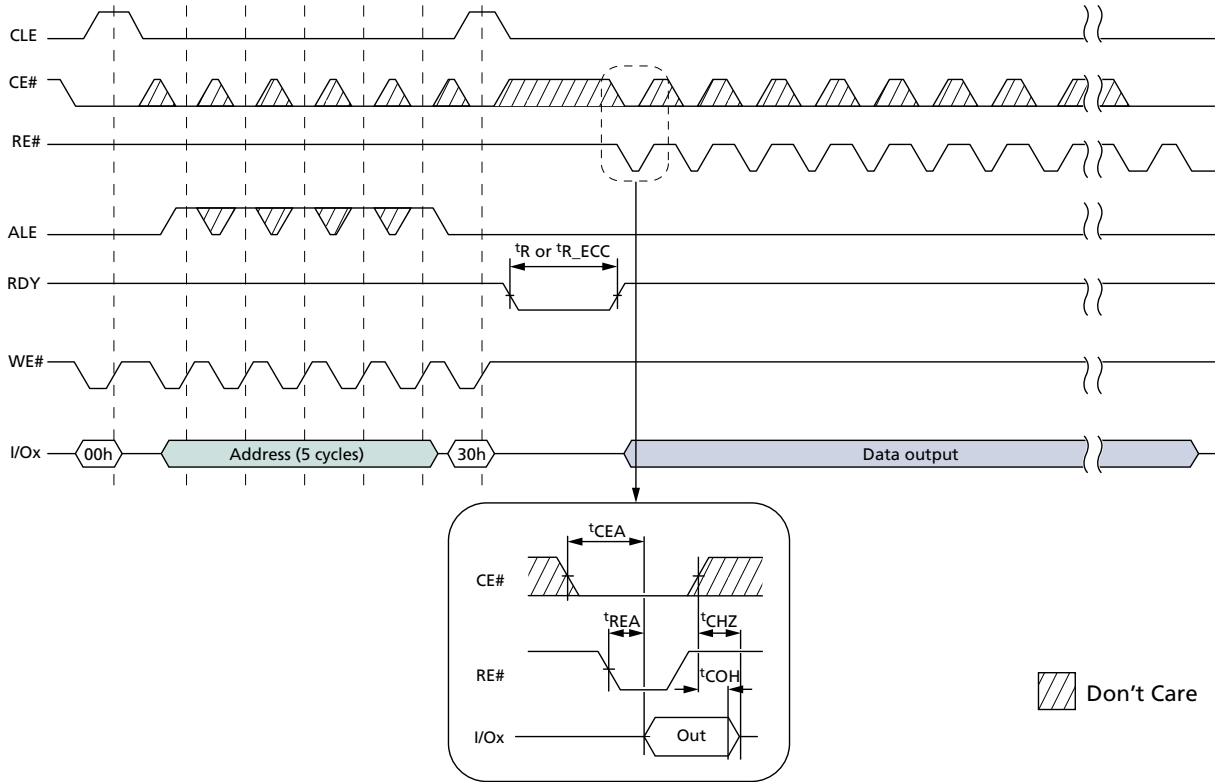 CLE
CE#
RE#
ALE
tR or tR_ECC
RDY
WE#
I/Ox
00h
Address (5 cycles)
30h
Data output
tCEA
CE#
tREA
tCHZ
RE#
tCOH
I/Ox
Out
Don't Care